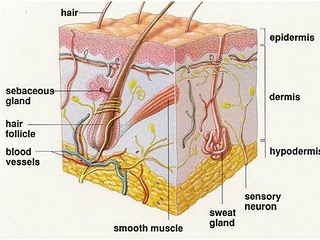 hair
epidermis
sebaceous
gland
dermis
hair
follicle
blood
vessels
hypodermis
sensory
neuron
sweat
gland
smooth muscle